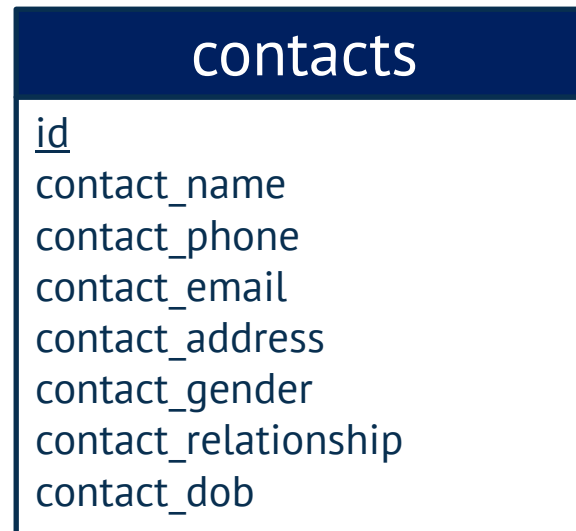 contacts
id
contact_name
contact_phone
contact_email
contact_address
contact_gender
contact_relationship
contact_dob